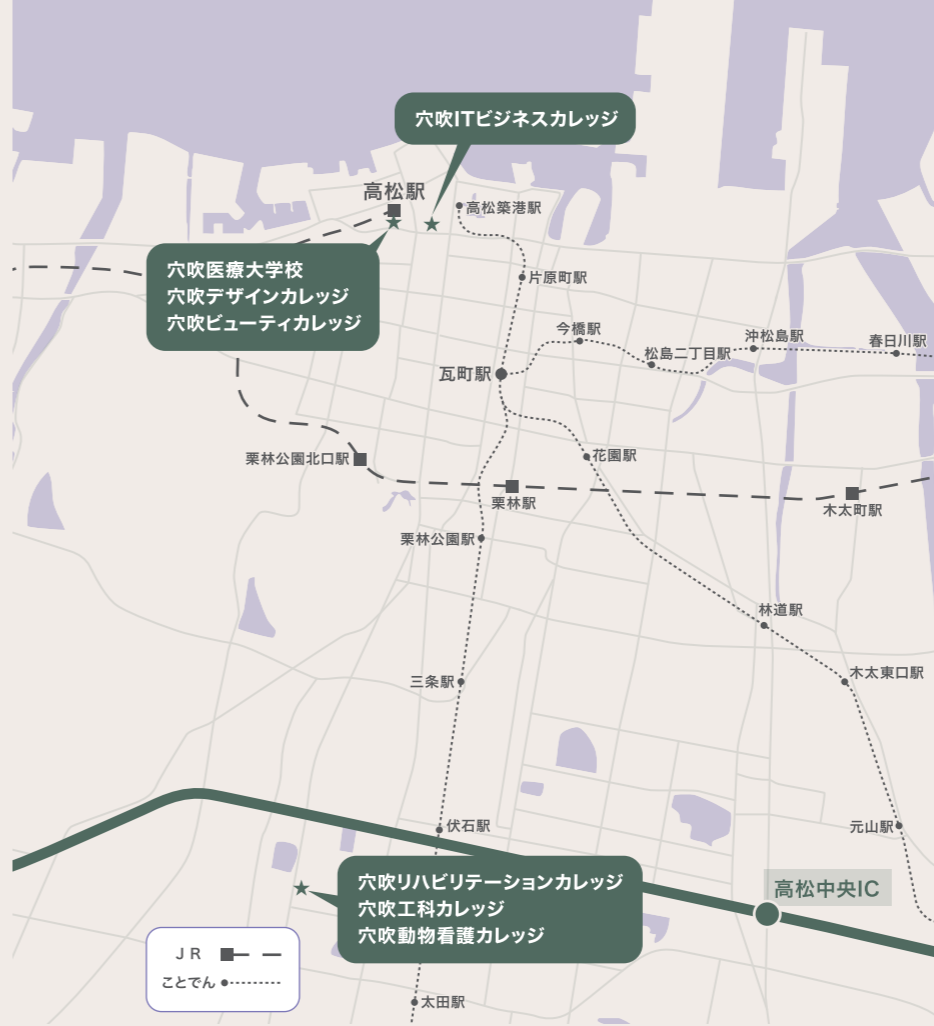 穴吹ITビジネスカレッジ
高松駅
高松築港駅
穴吹医療大学校
穴吹デザインカレッジ
穴吹ビューティカレッジ
片原町駅
今橋駅
沖松島駅
春日川駅
松島二丁目駅
瓦町駅
花園駅
栗林公園北口駅
栗林駅
木太町駅
栗林公園駅
林道駅
木太東口駅
三条駅
伏石駅
元山駅
穴吹リハビリテーションカレッジ
穴吹工科カレッジ
穴吹動物看護カレッジ
高松中央IC
JR
ことでん
太田駅